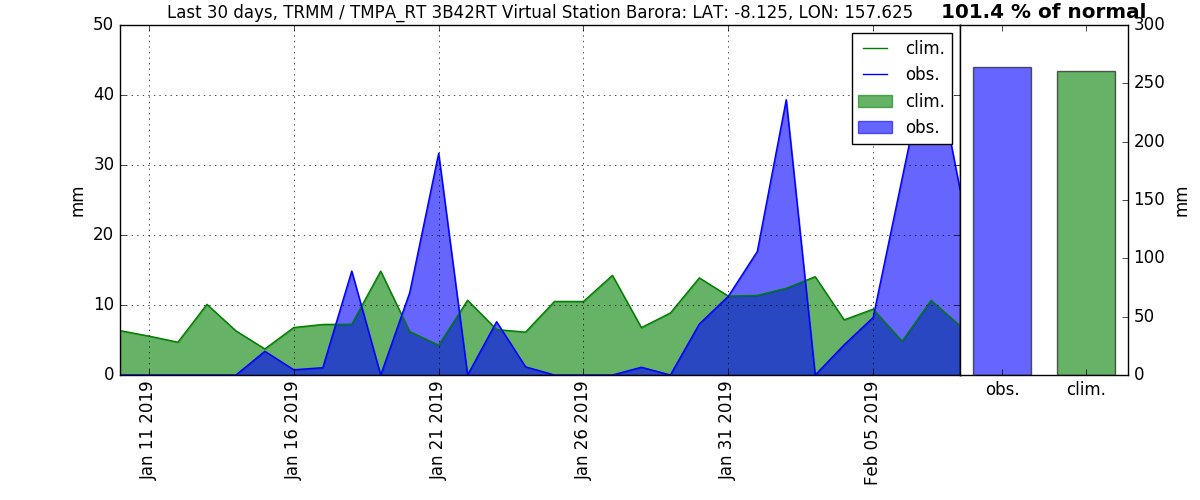 Last 30 days, TRMM / TMPA_RT 3B42RT Virtual Station Barora: LAT: -8.125, LON: 157.625
101.4 % of normal
clim.
obs.
clim.
obs.
50
40
30
20
10
0
mm
Jan 11 2019
Jan 16 2019
Jan 21 2019
Jan 26 2019
Jan 31 2019
Feb 05 2019
300
250
200
150
100
50
0
mm
obs.
clim.